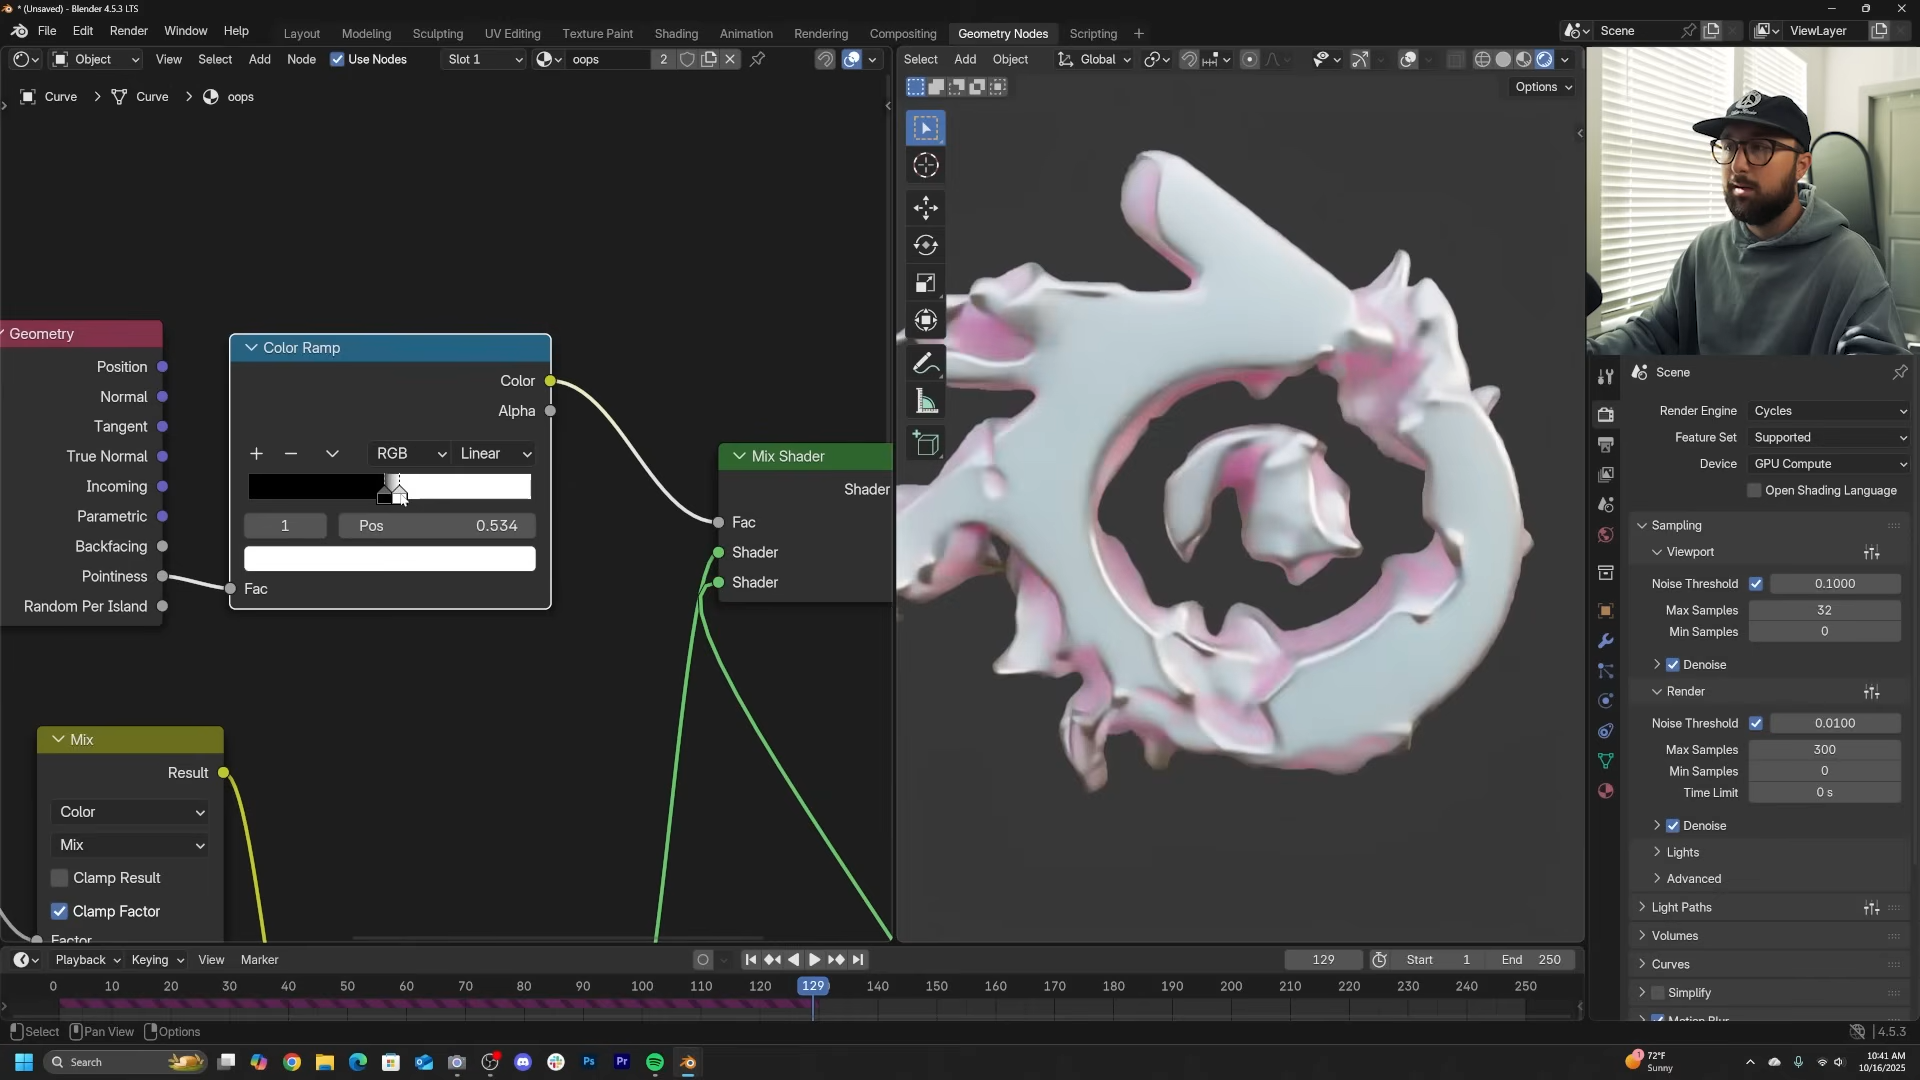 * (Unsaved) - Blender 4.5.3 LTS
File Edit Render Window Help
Layout Modeling Sculpting UV Editing Texture Paint Shading Animation Rendering Compositing Geometry Nodes Scripting +
Scene
ViewLayer
Object View Select Add Node Use Nodes Slot 1 oops 2
Select Add Object Global
Curve > Curve > oops
Options
Geometry
Position
Normal
Tangent
True Normal
Incoming
Parametric
Backfacing
Pointiness
Random Per Island
Color Ramp
Color
Alpha
RGB Linear
1 Pos 0.534
Fac
Mix Shader
Shader
Fac
Shader
Shader
Mix
Result
Color
Mix
Clamp Result
Clamp Factor
Factor
Scene
Render Engine Cycles
Feature Set Supported
Device GPU Compute
Open Shading Language
Sampling
Viewport
Noise Threshold 0.1000
Max Samples 32
Min Samples 0
Denoise
Render
Noise Threshold 0.0100
Max Samples 300
Min Samples 0
Time Limit 0 s
Denoise
Lights
Advanced
Light Paths
Volumes
Curves
Simplify
Motion Blur
Playback Keying View Marker
129 Start 1 End 250
0 10 20 30 40 50 60 70 80 90 100 110 120 129 140 150 160 170 180 190 200 210 220 230 240 250
Select Pan View Options
4.5.3
Search
Ps Pr
1
72°F
Sunny
10:41 AM
10/16/2025